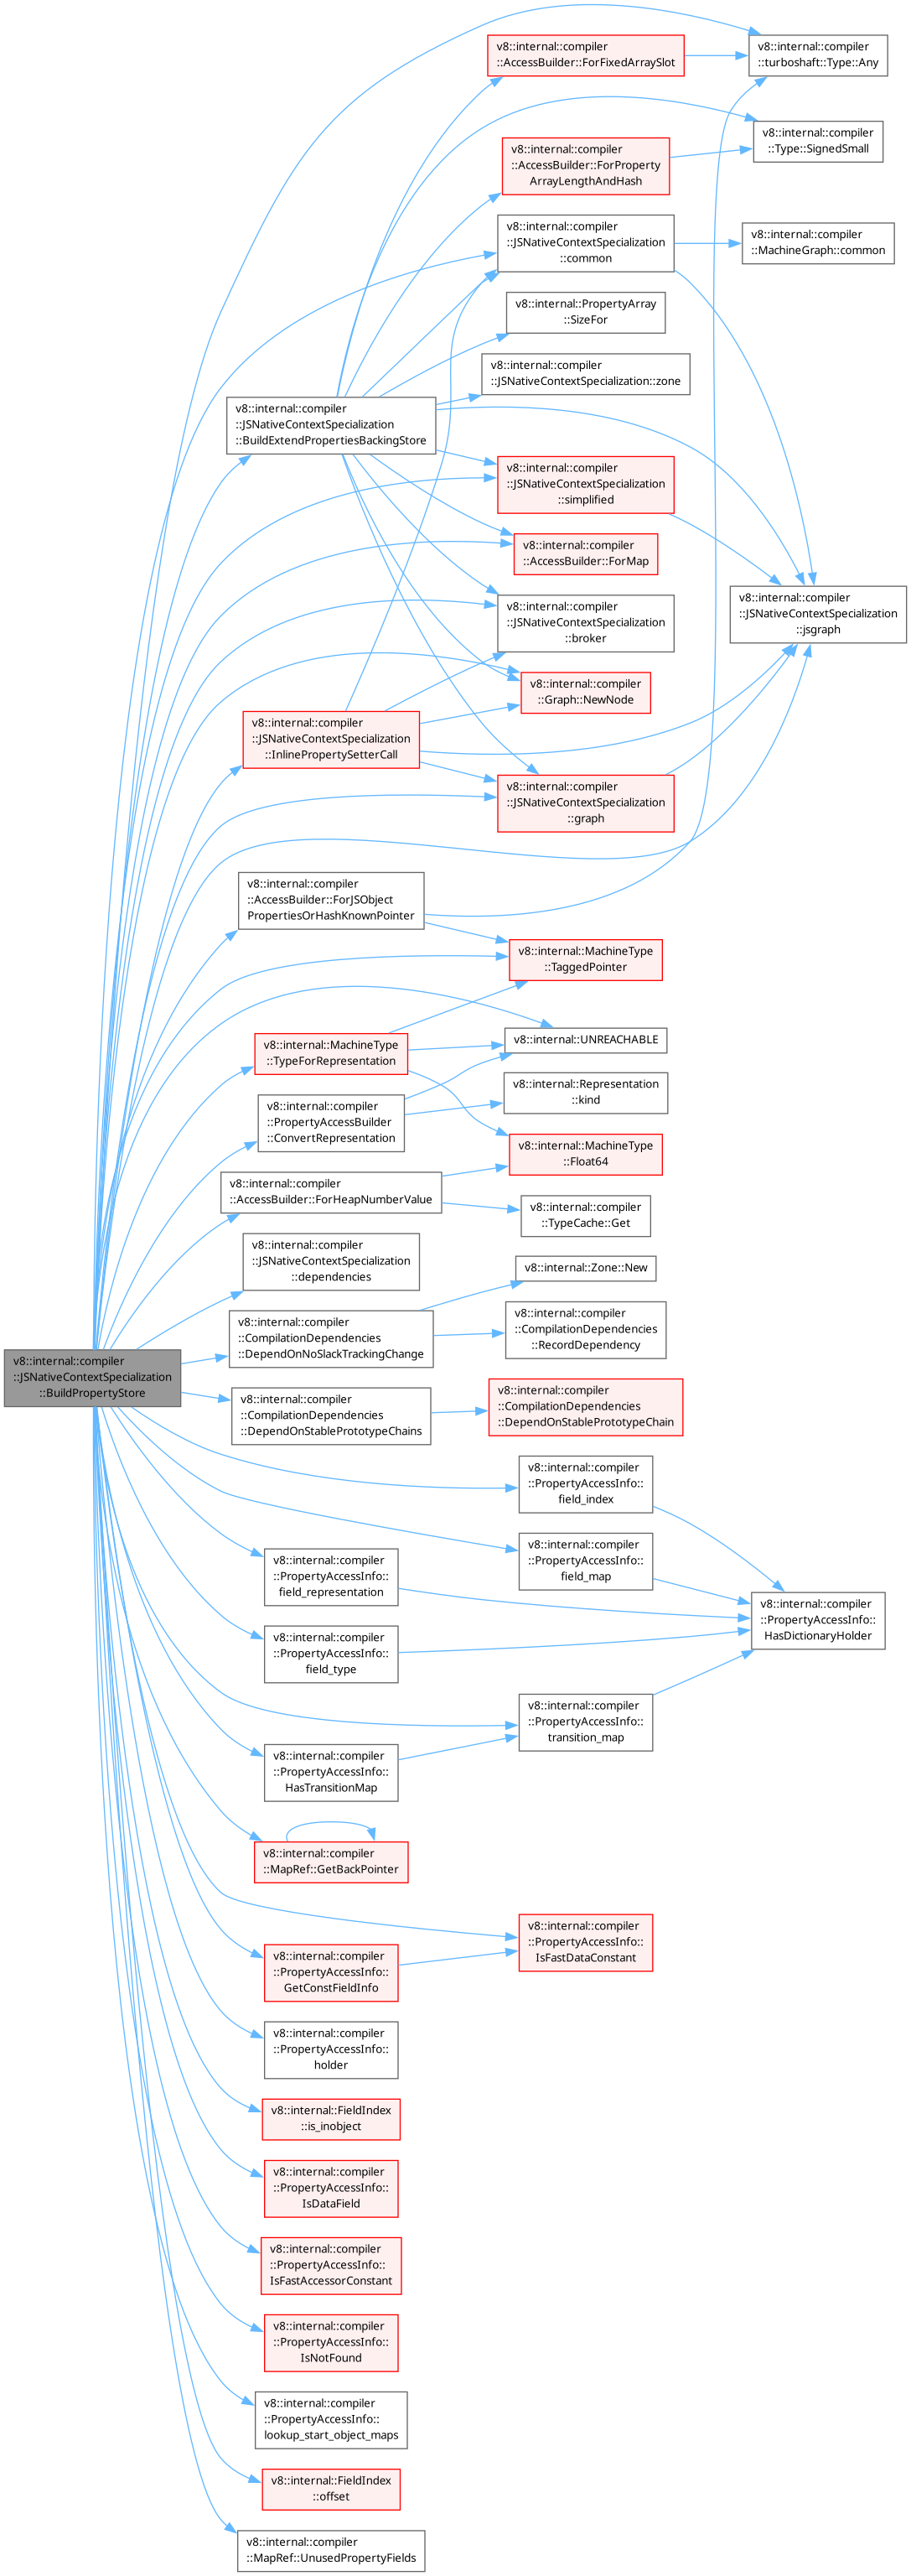 v8::internal::compiler
::AccessBuilder::ForFixedArraySlot
v8::internal::compiler
::turboshaft::Type::Any
v8::internal::compiler
::Type::SignedSmall
v8::internal::compiler
::AccessBuilder::ForProperty
ArrayLengthAndHash
v8::internal::compiler
::JSNativeContextSpecialization
::common
v8::internal::compiler
::MachineGraph::common
v8::internal::PropertyArray
::SizeFor
v8::internal::compiler
::JSNativeContextSpecialization::zone
v8::internal::compiler
::JSNativeContextSpecialization
::BuildExtendPropertiesBackingStore
v8::internal::compiler
::JSNativeContextSpecialization
::simplified
v8::internal::compiler
::AccessBuilder::ForMap
v8::internal::compiler
::JSNativeContextSpecialization
::broker
v8::internal::compiler
::JSNativeContextSpecialization
::jsgraph
v8::internal::compiler
::Graph::NewNode
v8::internal::compiler
::JSNativeContextSpecialization
::InlinePropertySetterCall
v8::internal::compiler
::JSNativeContextSpecialization
::graph
v8::internal::compiler
::AccessBuilder::ForJSObject
PropertiesOrHashKnownPointer
v8::internal::MachineType
::TaggedPointer
v8::internal::MachineType
::TypeForRepresentation
v8::internal::UNREACHABLE
v8::internal::Representation
::kind
v8::internal::compiler
::PropertyAccessBuilder
::ConvertRepresentation
v8::internal::MachineType
::Float64
v8::internal::compiler
::AccessBuilder::ForHeapNumberValue
v8::internal::compiler
::TypeCache::Get
v8::internal::compiler
::JSNativeContextSpecialization
::dependencies
v8::internal::Zone::New
v8::internal::compiler
::CompilationDependencies
::DependOnNoSlackTrackingChange
v8::internal::compiler
::CompilationDependencies
::RecordDependency
v8::internal::compiler
::JSNativeContextSpecialization
::BuildPropertyStore
v8::internal::compiler
::CompilationDependencies
::DependOnStablePrototypeChains
v8::internal::compiler
::CompilationDependencies
::DependOnStablePrototypeChain
v8::internal::compiler
::PropertyAccessInfo::
field_index
v8::internal::compiler
::PropertyAccessInfo::
field_map
v8::internal::compiler
::PropertyAccessInfo::
field_representation
v8::internal::compiler
::PropertyAccessInfo::
HasDictionaryHolder
v8::internal::compiler
::PropertyAccessInfo::
field_type
v8::internal::compiler
::PropertyAccessInfo::
transition_map
v8::internal::compiler
::PropertyAccessInfo::
HasTransitionMap
v8::internal::compiler
::MapRef::GetBackPointer
v8::internal::compiler
::PropertyAccessInfo::
IsFastDataConstant
v8::internal::compiler
::PropertyAccessInfo::
GetConstFieldInfo
v8::internal::compiler
::PropertyAccessInfo::
holder
v8::internal::FieldIndex
::is_inobject
v8::internal::compiler
::PropertyAccessInfo::
IsDataField
v8::internal::compiler
::PropertyAccessInfo::
IsFastAccessorConstant
v8::internal::compiler
::PropertyAccessInfo::
IsNotFound
v8::internal::compiler
::PropertyAccessInfo::
lookup_start_object_maps
v8::internal::FieldIndex
::offset
v8::internal::compiler
::MapRef::UnusedPropertyFields